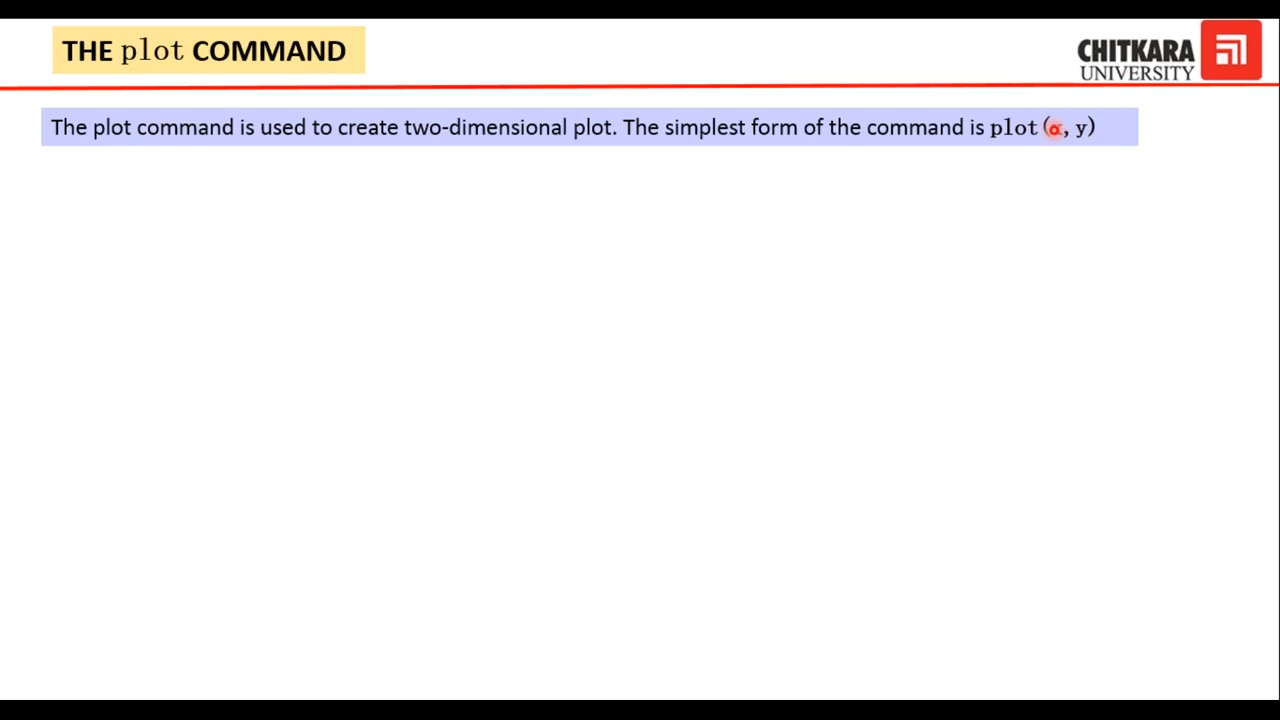 THE plot COMMAND
CHITKARA
UNIVERSITY
The plot command is used to create two-dimensional plot. The simplest form of the command is plot( , y)